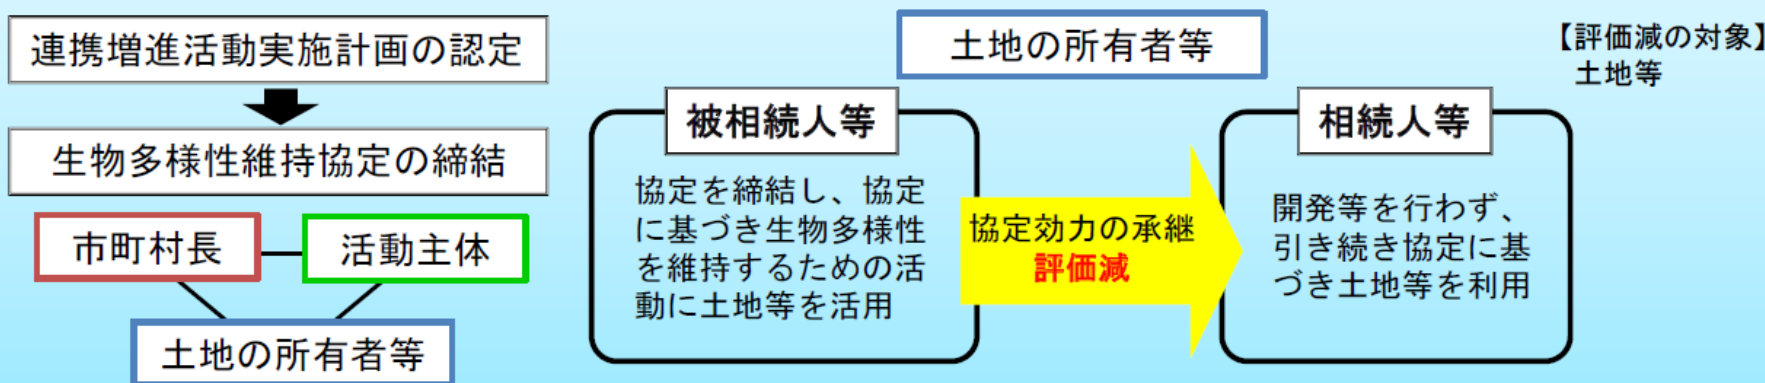 連携増進活動実施計画の認定
生物多様性維持協定の締結
市町村長
活動主体
土地の所有者等
土地の所有者等
被相続人等
協定を締結し、協定
に基づき生物多様性
を維持するための活
動に土地等を活用
協定効力の承継
評価減
相続人等
開発等を行わず、
引き続き協定に基
づき土地等を利用
【評価減の対象】
土地等